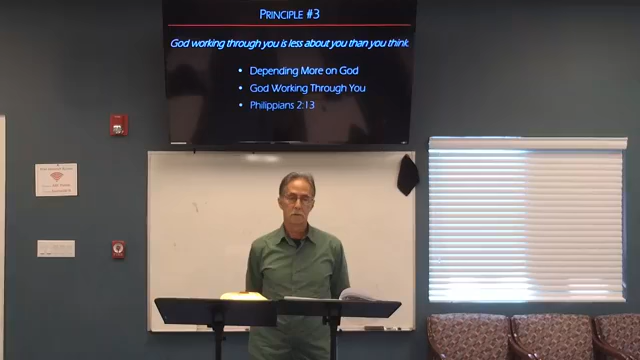 PRINCIPLE #3
God working through you is less about you than you think.
• Depending More on God
• God Working Through You
• Philippians 2:13